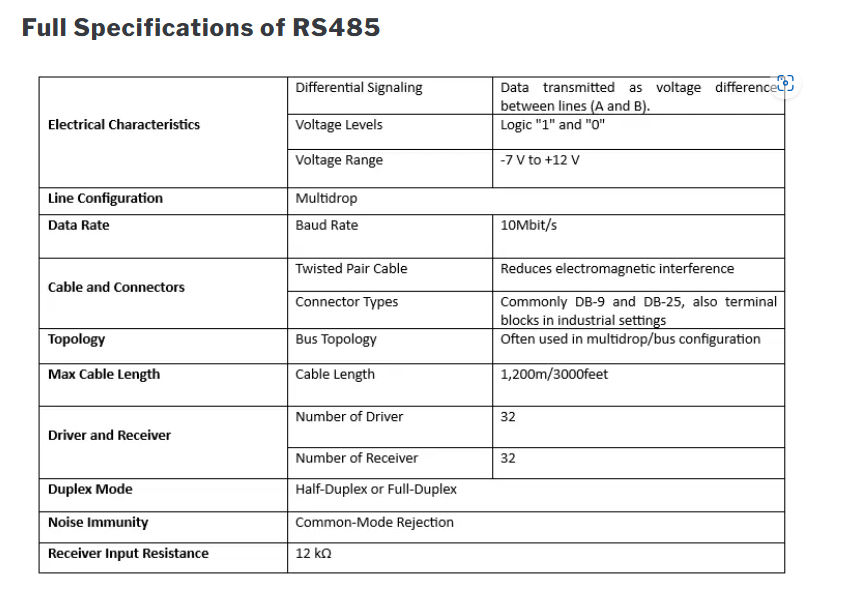 Full Specifications of RS485
Differential Signaling
Data transmitted as voltage difference
between lines (A and B).
Electrical Characteristics
Voltage Levels
Logic "1" and "0"
Voltage Range
-7 V to +12 V
Line Configuration
Multidrop
Data Rate
Baud Rate
10Mbit/s
Cable and Connectors
Twisted Pair Cable
Reduces electromagnetic interference
Connector Types
Commonly DB-9 and DB-25, also terminal
blocks in industrial settings
Topology
Bus Topology
Often used in multidrop/bus configuration
Max Cable Length
Cable Length
1,200m/3000feet
Driver and Receiver
Number of Driver
32
Number of Receiver
32
Duplex Mode
Half-Duplex or Full-Duplex
Noise Immunity
Common-Mode Rejection
Receiver Input Resistance
12 kΩ